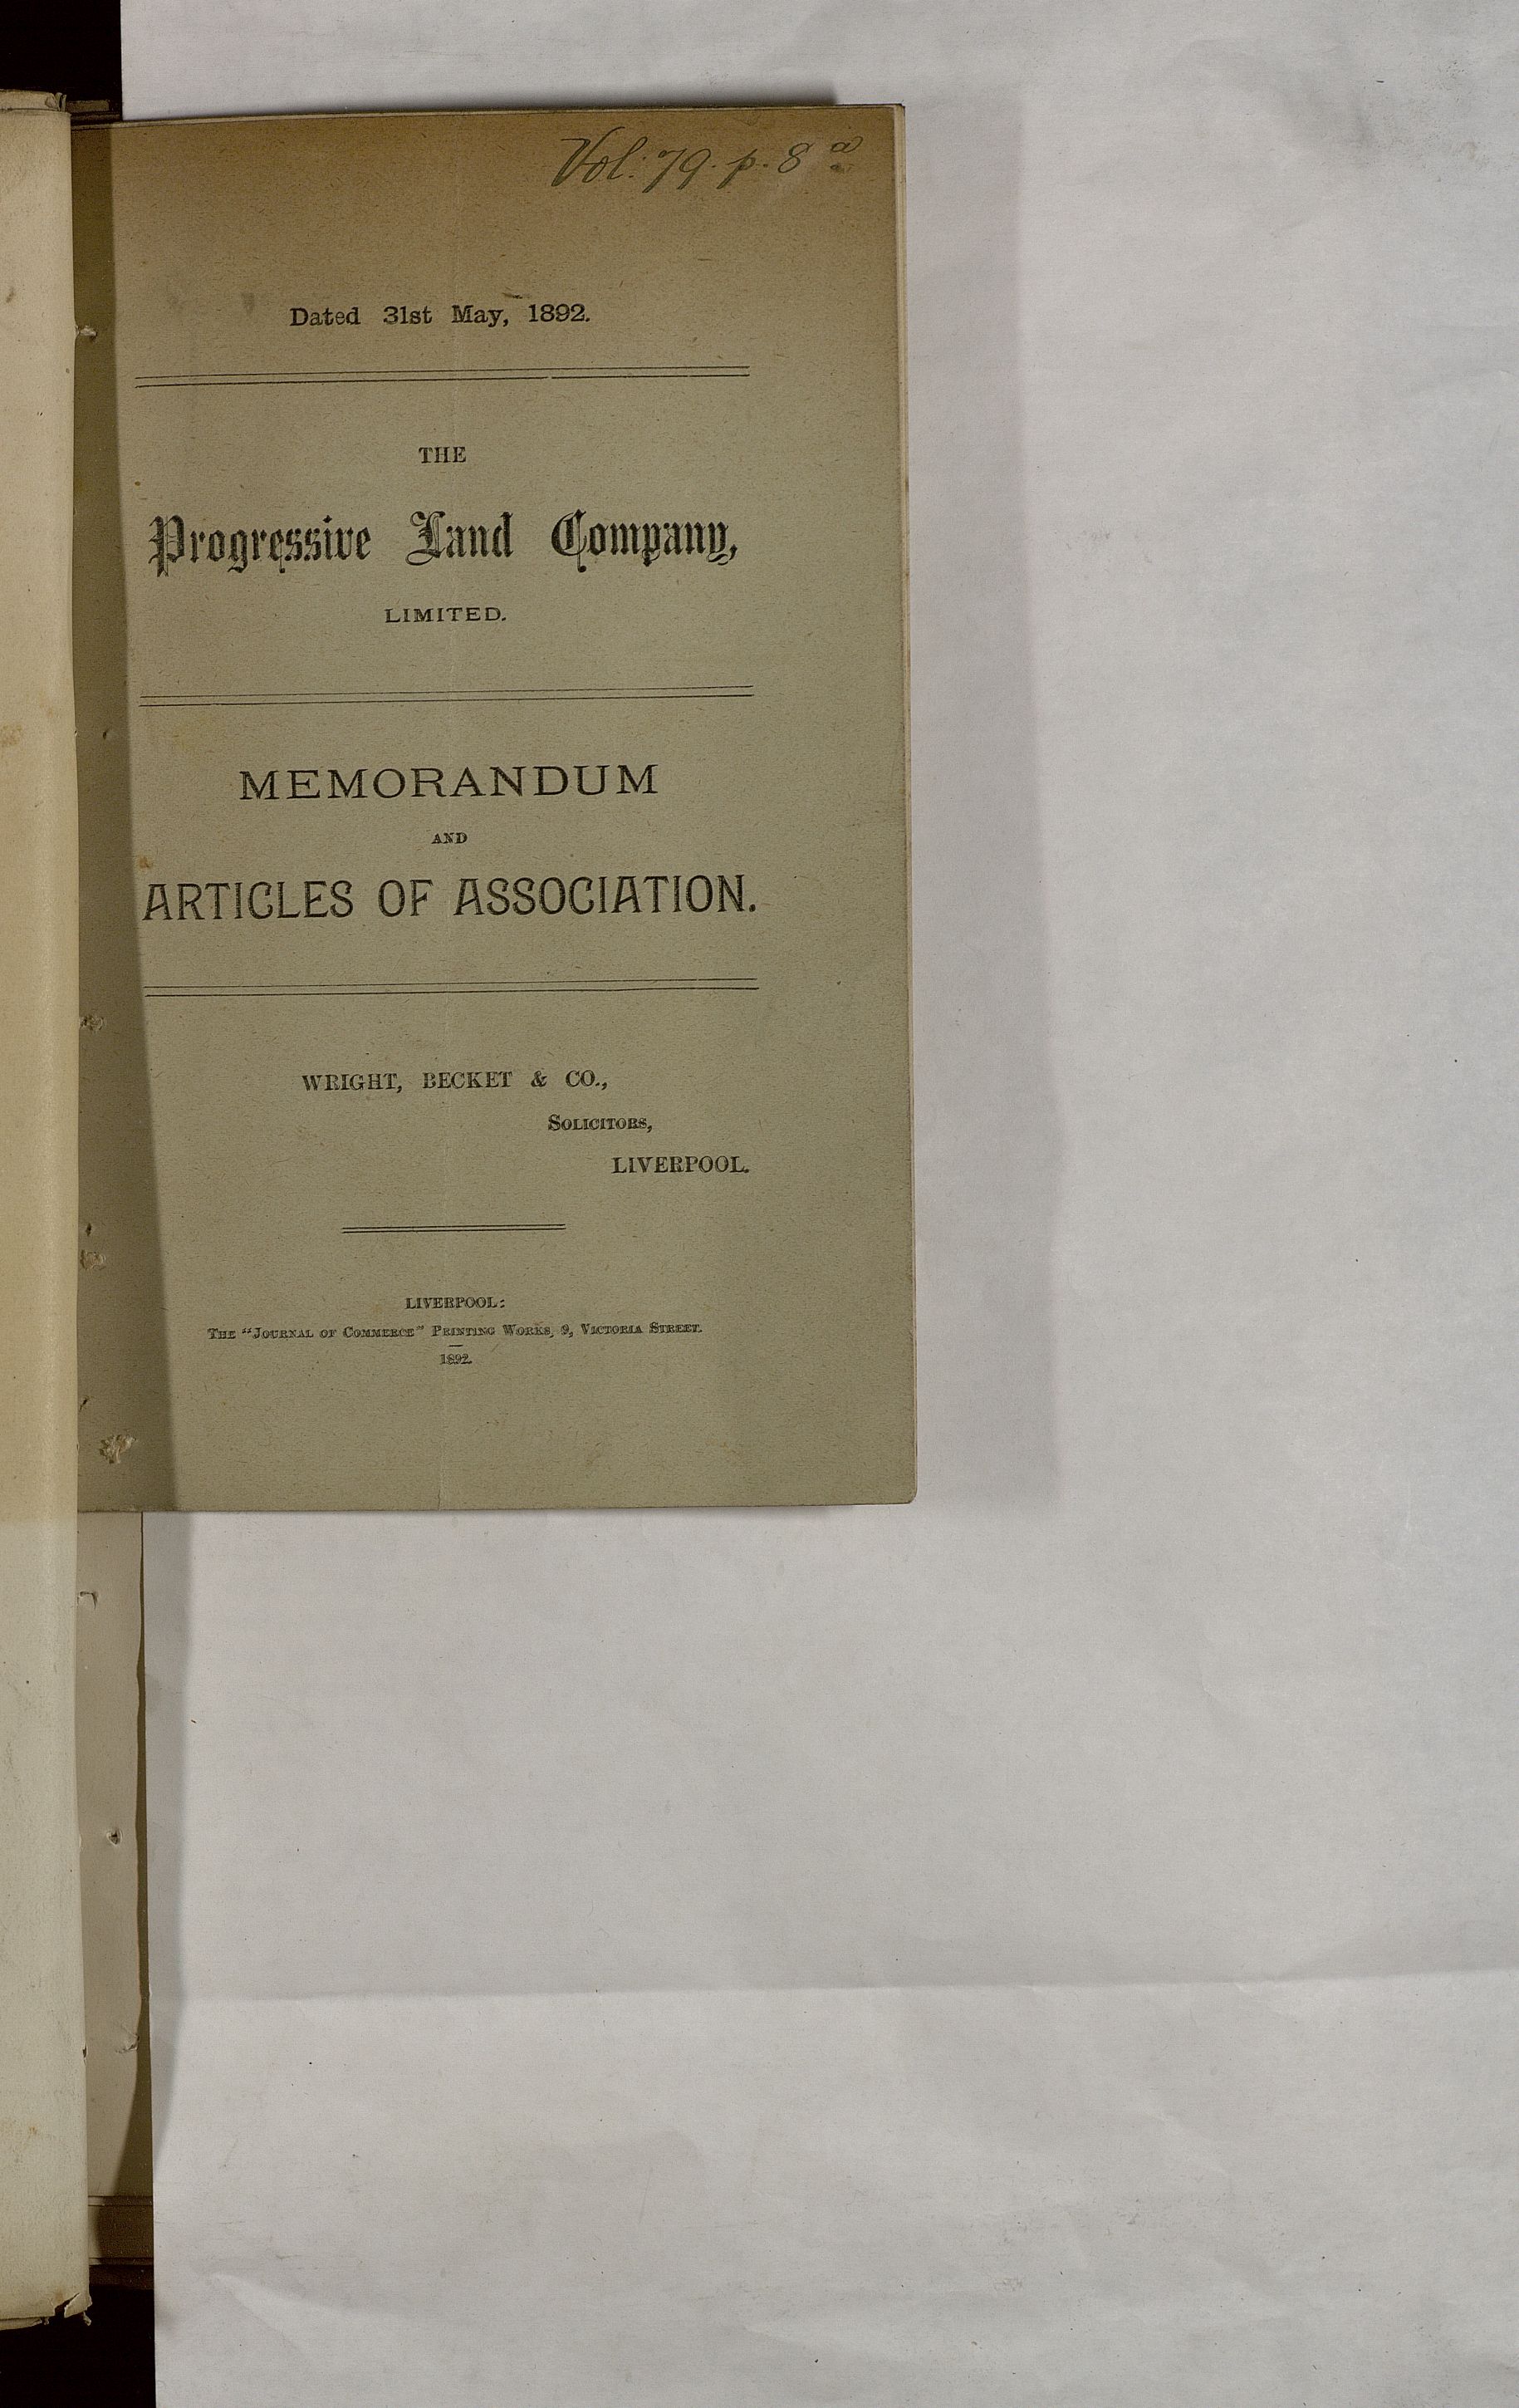 Vol: 79. p. 8 a
Dated 31st May, 1892.
THE
Progressive Land Company,
LIMITED.
MEMORANDUM
AND
ARTICLES OF ASSOCIATION.
WRIGHT, BECKET & CO.,
SOLICITORS,
LIVERPOOL.
LIVERPOOL:
THE "JOURNAL OF COMMERCE" PRINTING WORKS, 9, VICTORIA STREET.
1892.